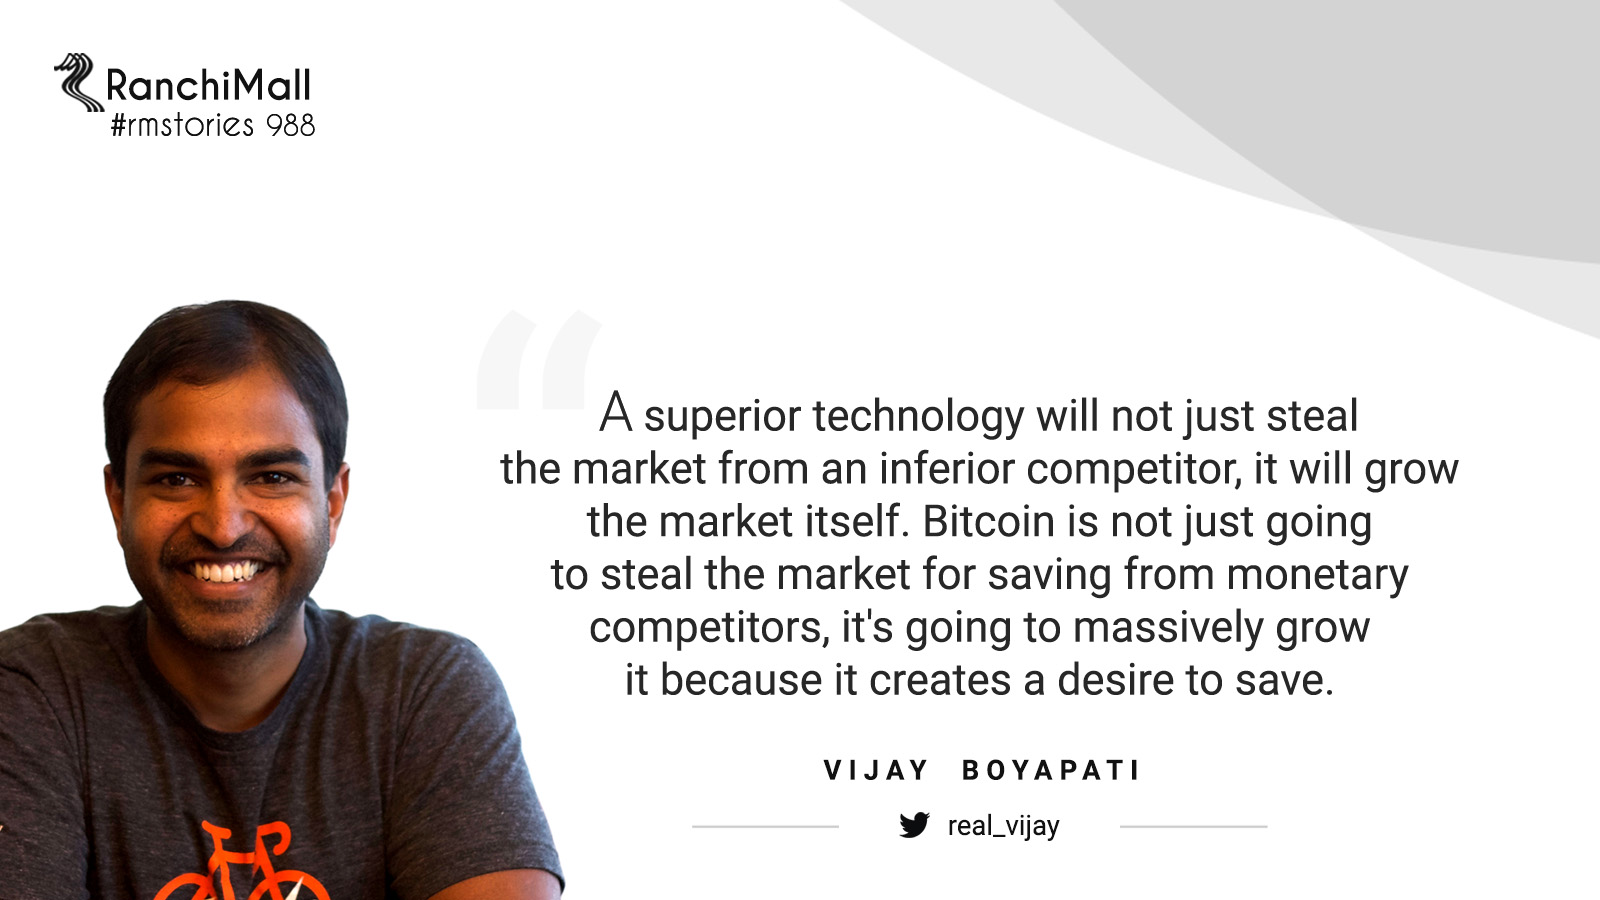 RanchiMall
#rmstories 988
“
A superior technology will not just steal
the market from an inferior competitor, it will grow
the market itself. Bitcoin is not just going
to steal the market for saving from monetary
competitors, it's going to massively grow
it because it creates a desire to save.
VIJAY BOYAPATI
real_vijay